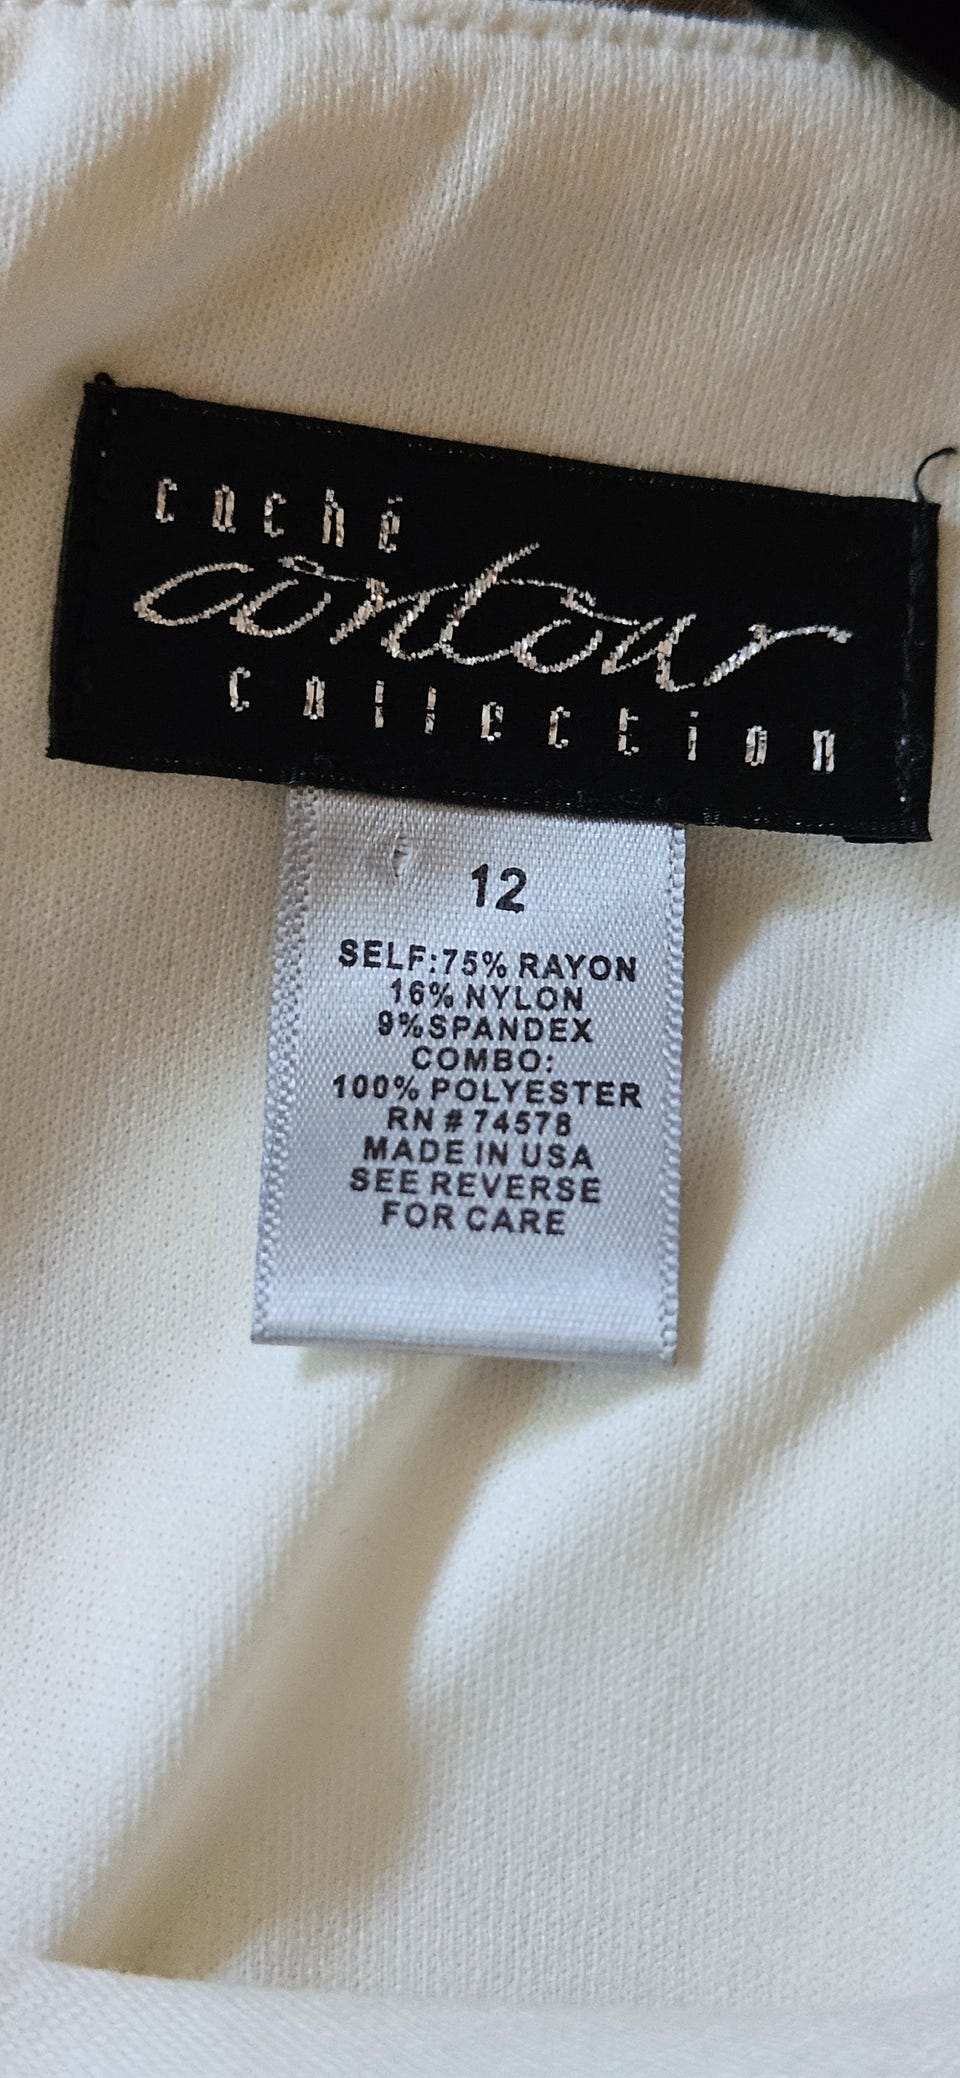 caché
contour
collection
12
SELF:75% RAYON
16% NYLON
9%SPANDEX
COMBO:
100% POLYESTER
RN # 74578
MADE IN USA
SEE REVERSE
FOR CARE